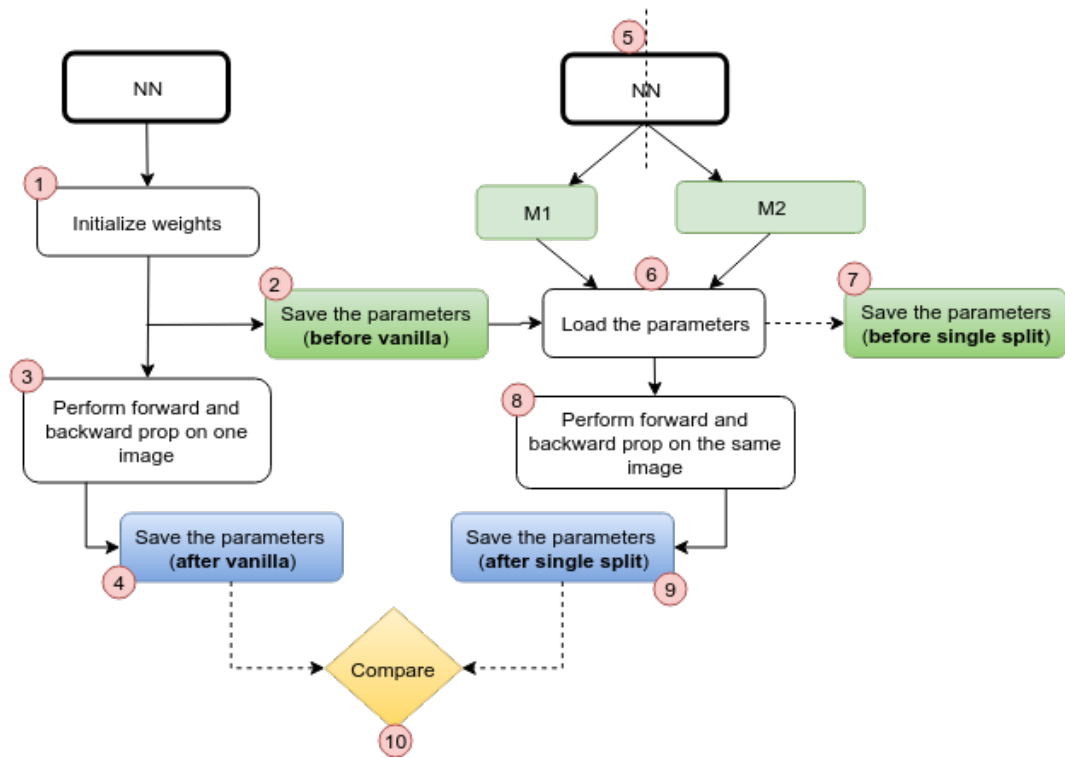 5
NN
NN
1
Initialize weights
M1
M2
2
Save the parameters
(before vanilla)
6
Load the parameters
7
Save the parameters
(before single split)
3
Perform forward and
backward prop on one
image
8
Perform forward and
backward prop on the same
image
Save the parameters
(after vanilla)
4
Save the parameters
(after single split)
9
Compare
10